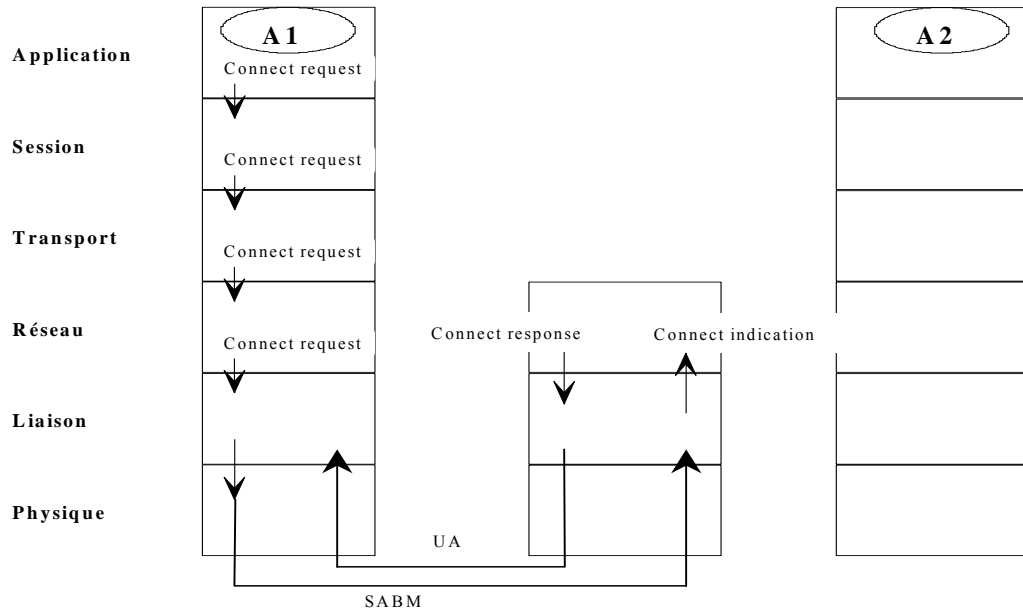 A1
A2
Application
Connect request
Session
Connect request
Transport
Connect request
Réseau
Connect response
Connect indication
Connect request
Liaison
Physique
UA
SABM